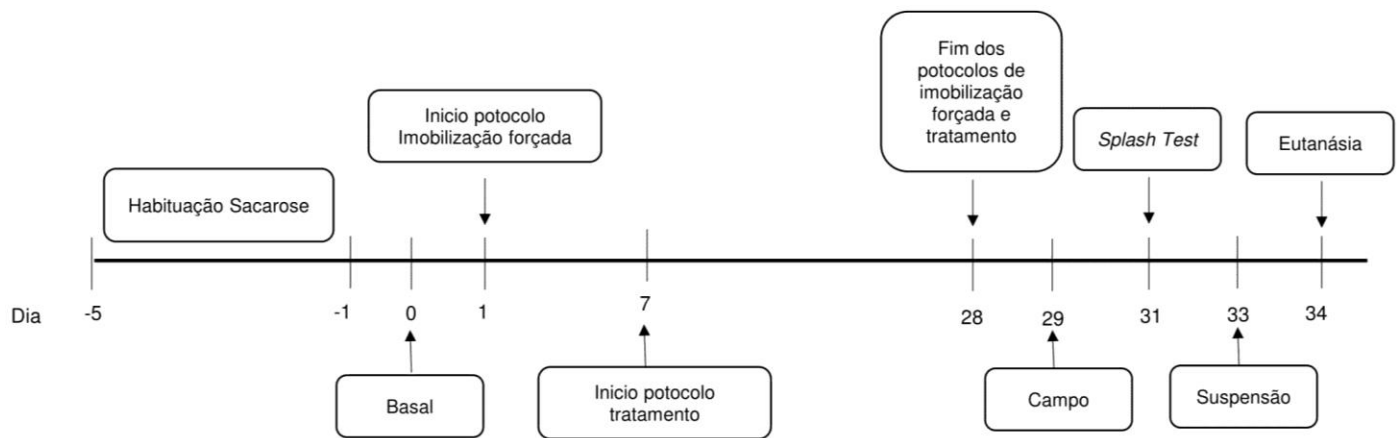 Fim dos
potocolos de
imobilização
forçada e
tratamento
Inicio potocolo
Imobilização forçada
Splash Test
Eutanásia
Habituação Sacarose
Dia
-5
-1
0
1
7
28
29
31
33
34
Basal
Inicio potocolo
tratamento
Campo
Suspensão